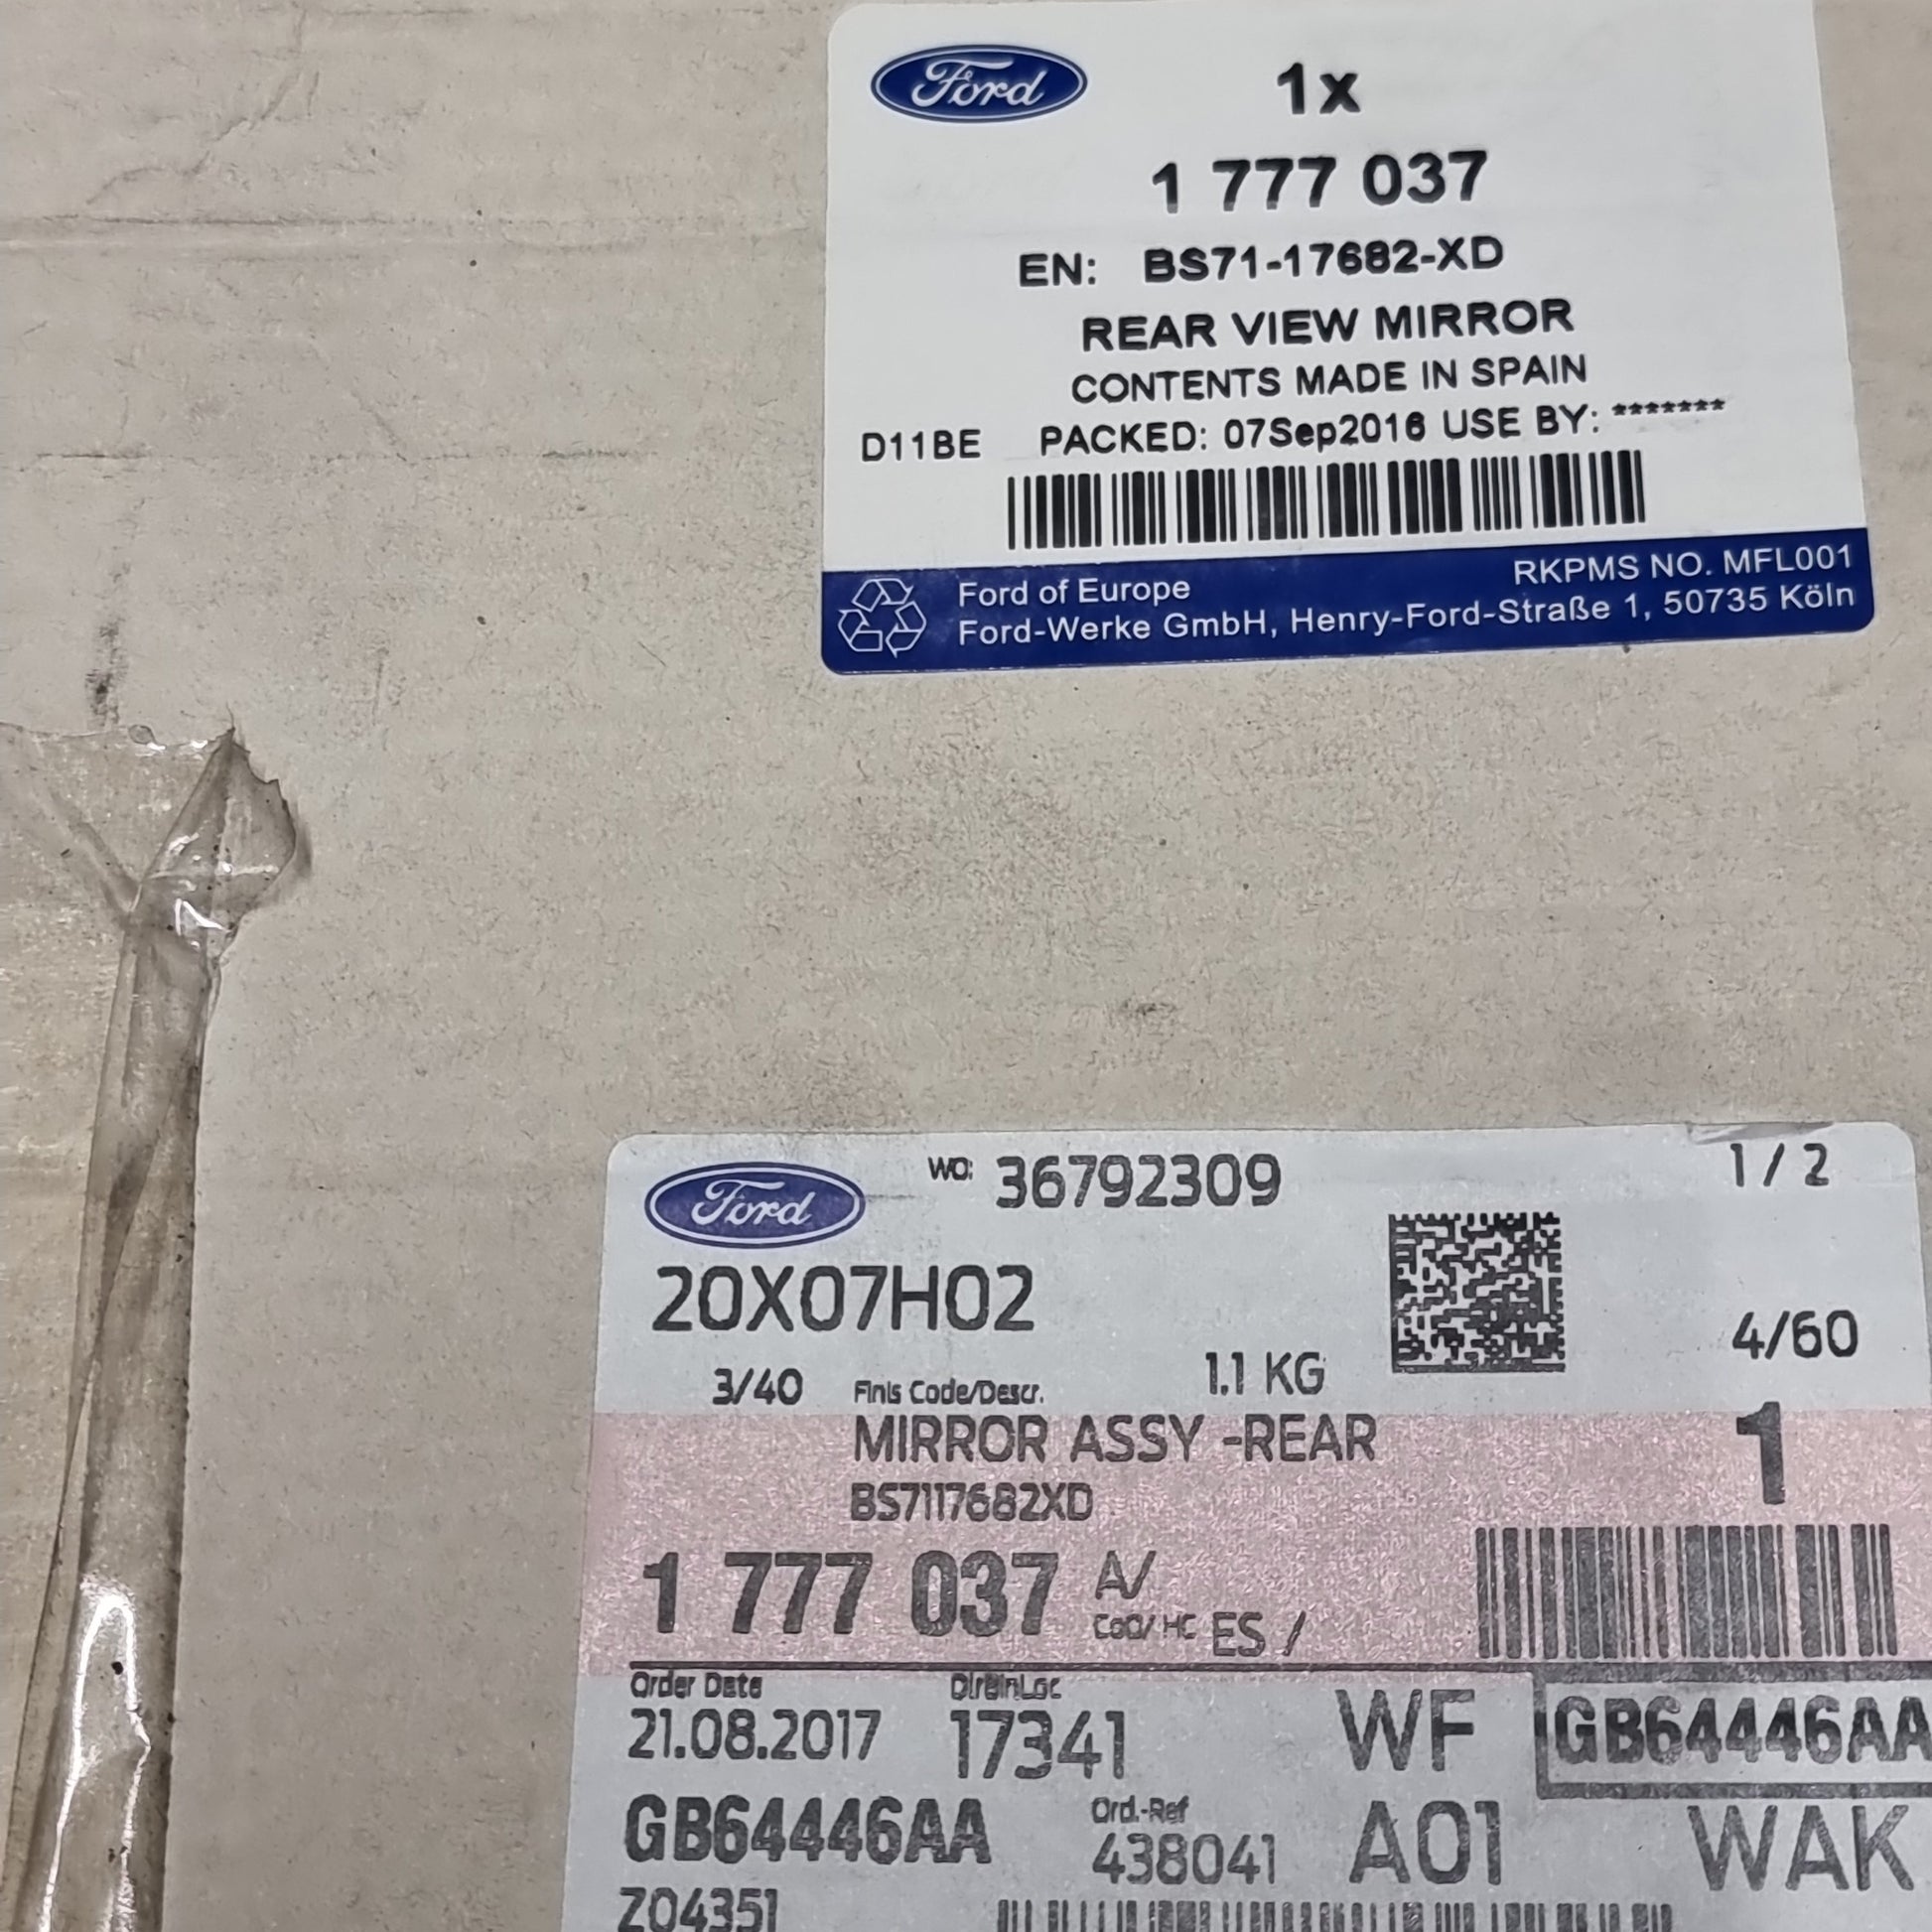 Ford
1x
1 777 037
EN: BS71-17682-XD
REAR VIEW MIRROR
CONTENTS MADE IN SPAIN
D11BE PACKED: 07Sep2016 USE BY: *******
Ford of Europe
RKPMS NO. MFL001
Ford-Werke GmbH, Henry-Ford-Straße 1, 50735 Köln
Ford
WO: 36792309
1 / 2
20X07H02
4/60
3/40 Finis Code/Descr. 1.1 KG
MIRROR ASSY -REAR
1
BS7117682XD
1 777 037 A/
CoO/ HC ES /
Order Date DlrBinLoc
21.08.2017 17341 WF GB64446AA
GB64446AA Ord.-Ref
438041 A01 WAK
Z04351